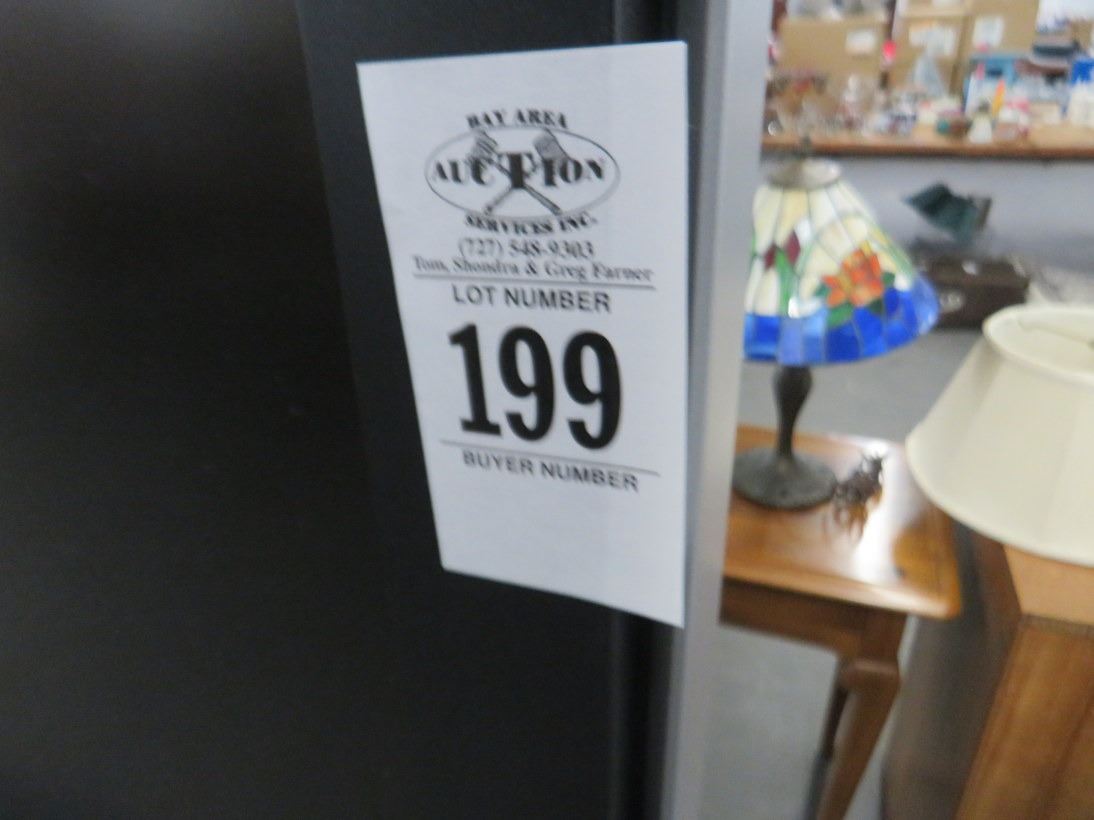 BAY AREA
AUCTION
SERVICES INC.
(727) 548-9303
Tom, Shondra & Greg Farner
LOT NUMBER
199
BUYER NUMBER